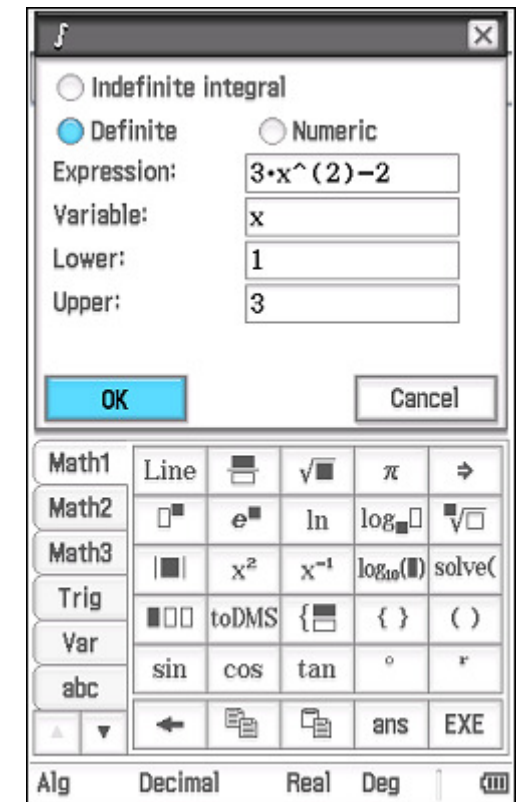 ∫
Indefinite integral
Definite Numeric
Expression: 3·x^(2)-2
Variable: x
Lower: 1
Upper: 3
OK Cancel
Math1 Line √■ π ⇒
Math2 □■ e■ ln log■□ ■√□
Math3 |■| x² x⁻¹ log₁₀(■) solve(
Trig ■□□ toDMS {■ { } ( )
Var sin cos tan ° r
abc
← ans EXE
Alg Decimal Real Deg